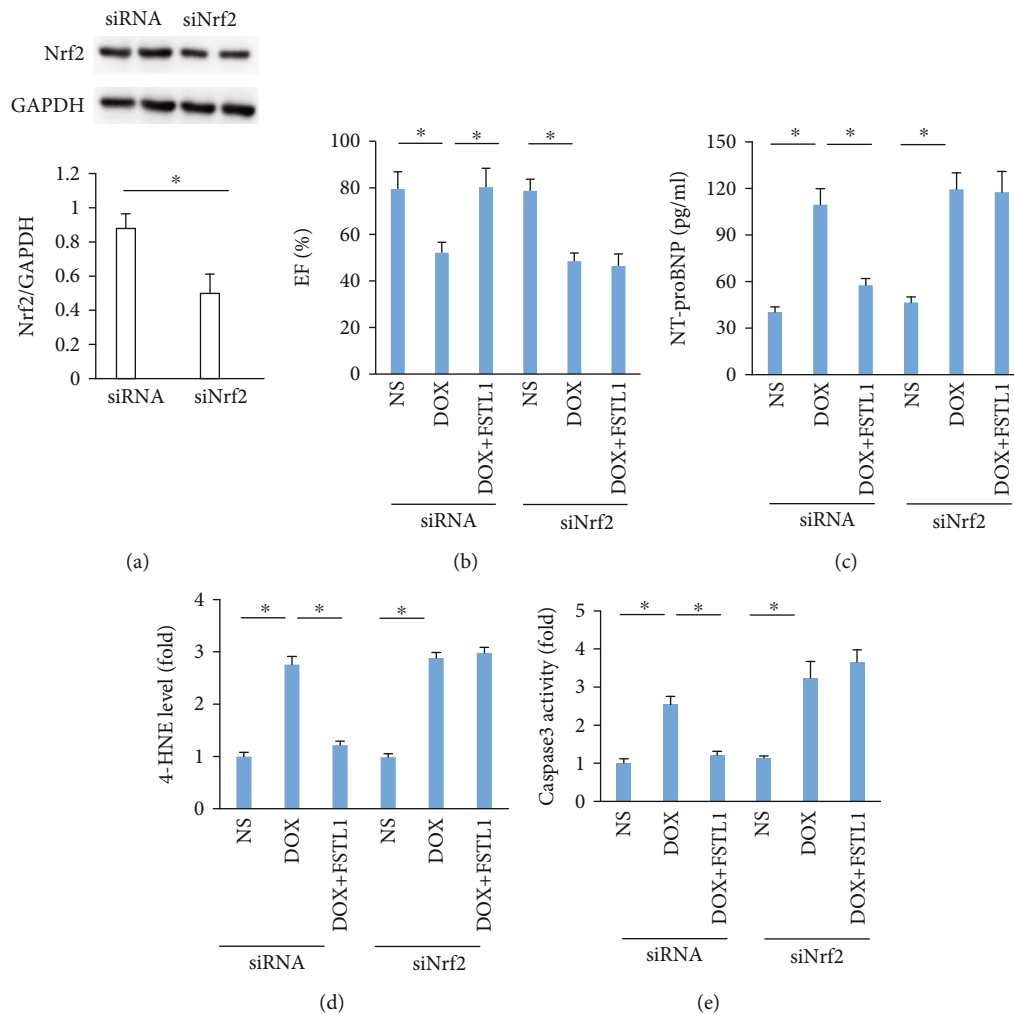 siRNA siNrf2
Nrf2
GAPDH
Nrf2/GAPDH
1.2
1
0.8
0.6
0.4
0.2
0
*
siRNA siNrf2
(a)
EF (%)
100
80
60
40
20
0
* * *
NS DOX DOX+FSTL1 NS DOX DOX+FSTL1
siRNA siNrf2
(b)
NT-proBNP (pg/ml)
150
120
90
60
30
0
* * *
NS DOX DOX+FSTL1 NS DOX DOX+FSTL1
siRNA siNrf2
(c)
4-HNE level (fold)
4
3
2
1
0
* * *
NS DOX DOX+FSTL1 NS DOX DOX+FSTL1
siRNA siNrf2
(d)
Caspase3 activity (fold)
5
4
3
2
1
0
* * *
NS DOX DOX+FSTL1 NS DOX DOX+FSTL1
siRNA siNrf2
(e)